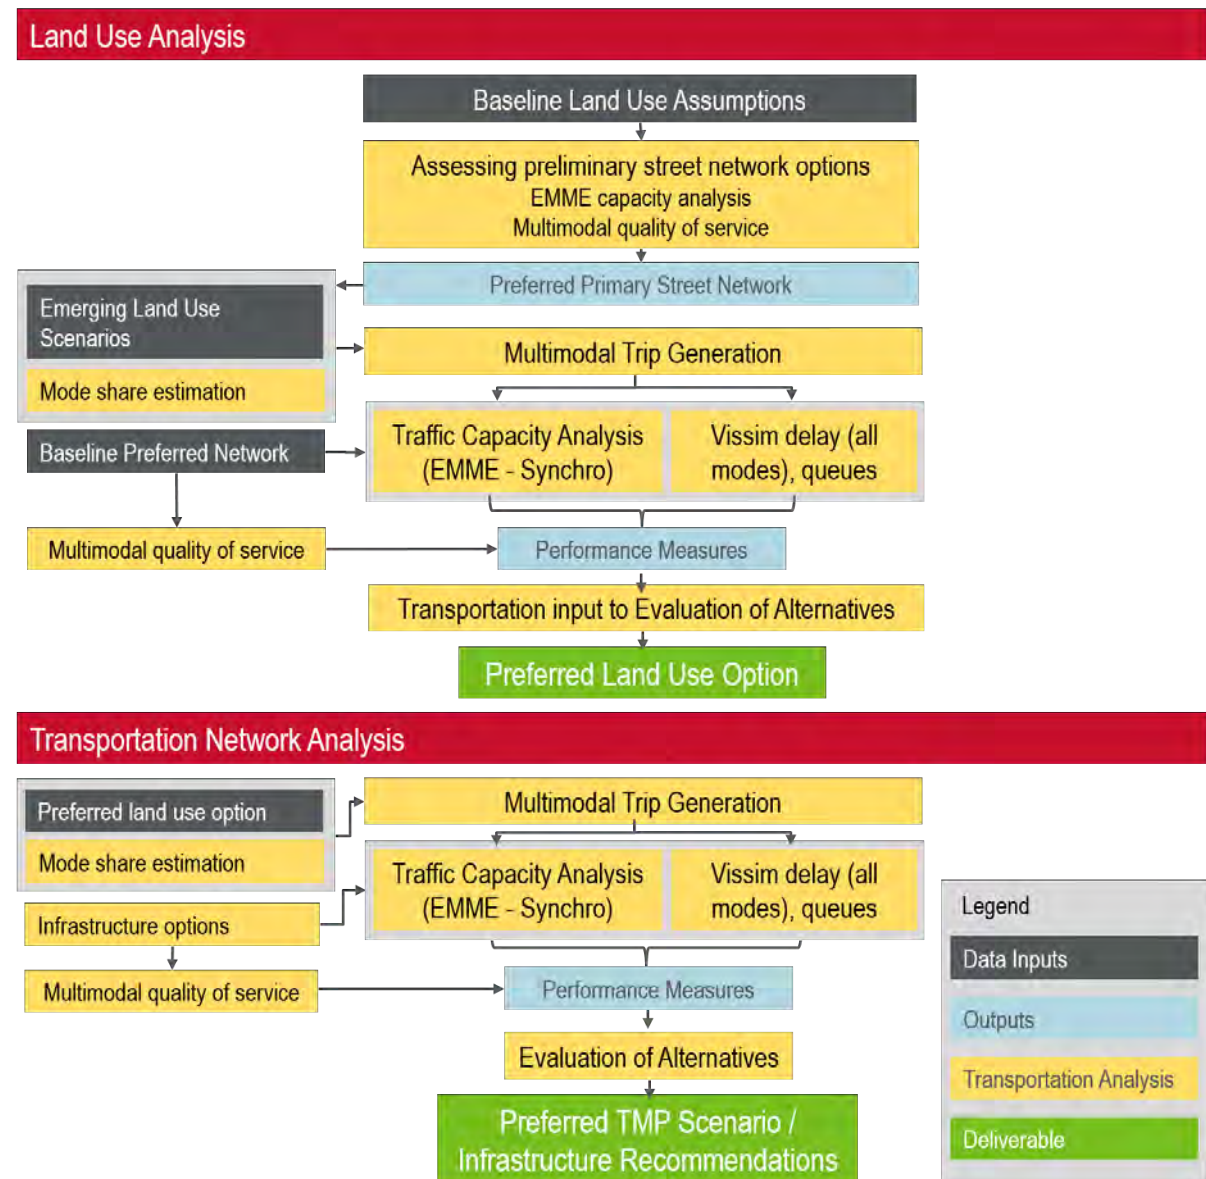 Land Use Analysis
Baseline Land Use Assumptions
Assessing preliminary street network options
EMME capacity analysis
Multimodal quality of service
Preferred Primary Street Network
Emerging Land Use
Scenarios
Mode share estimation
Multimodal Trip Generation
Baseline Preferred Network
Traffic Capacity Analysis
(EMME - Synchro)
Vissim delay (all
modes), queues
Multimodal quality of service
Performance Measures
Transportation input to Evaluation of Alternatives
Preferred Land Use Option
Transportation Network Analysis
Preferred land use option
Mode share estimation
Multimodal Trip Generation
Infrastructure options
Traffic Capacity Analysis
(EMME - Synchro)
Vissim delay (all
modes), queues
Multimodal quality of service
Performance Measures
Evaluation of Alternatives
Preferred TMP Scenario /
Infrastructure Recommendations
Legend
Data Inputs
Outputs
Transportation Analysis
Deliverable